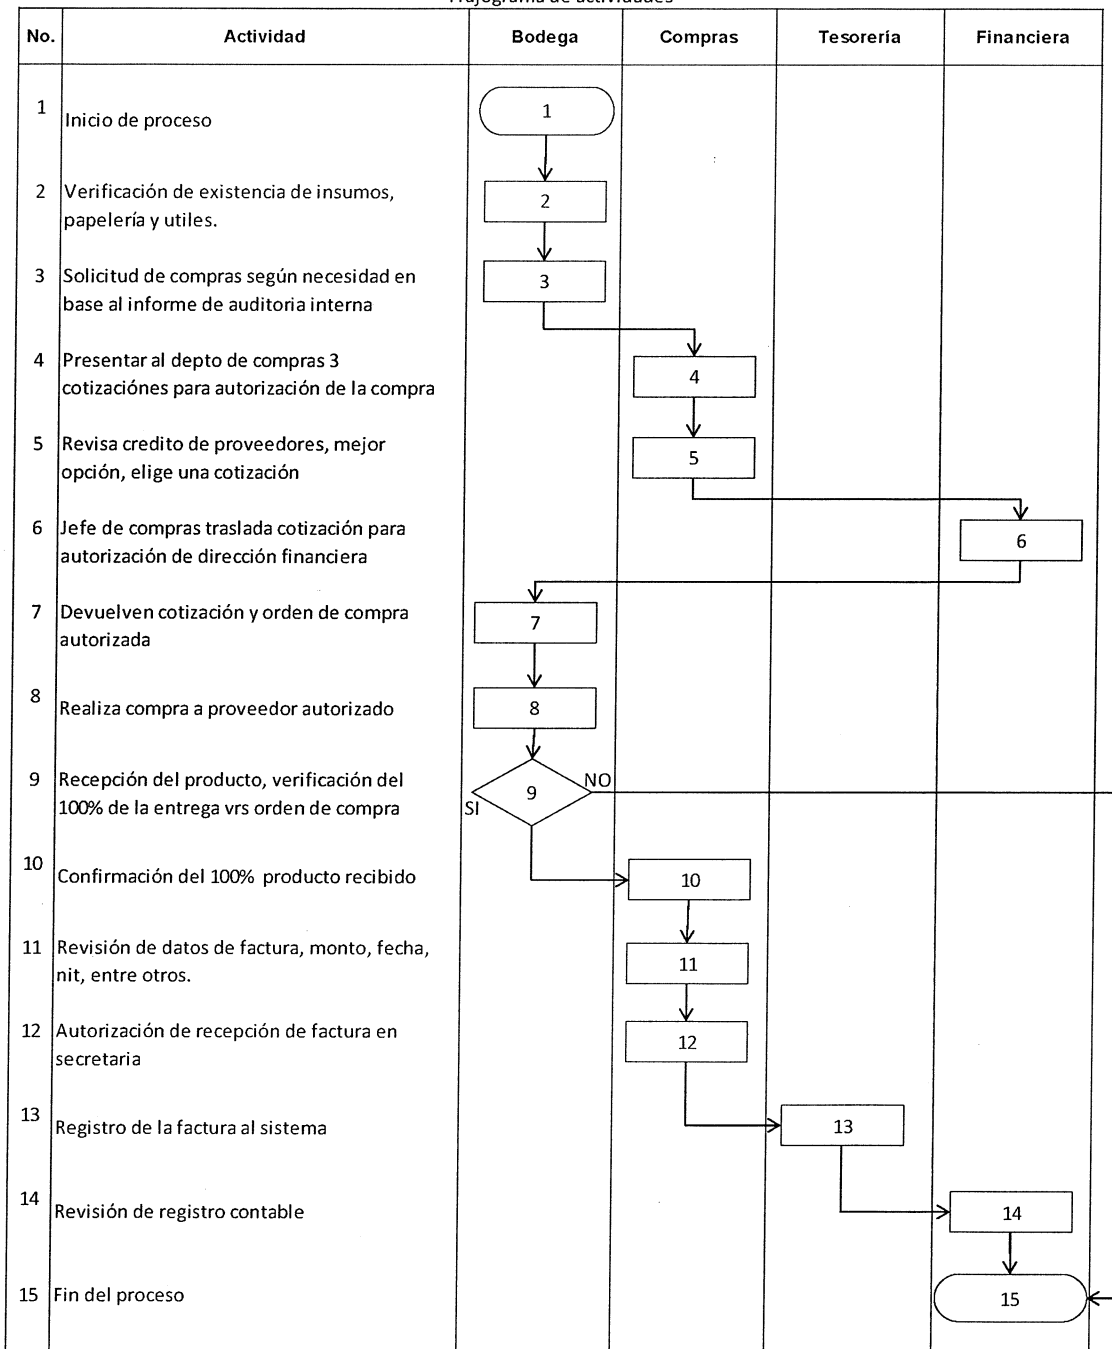 Flujograma de actividades
No. Actividad Bodega Compras Tesorería Financiera
1 Inicio de proceso 1
2 Verificación de existencia de insumos, 2
papelería y utiles.
3 Solicitud de compras según necesidad en 3
base al informe de auditoria interna
4 Presentar al depto de compras 3 4
cotizaciónes para autorización de la compra
5 Revisa credito de proveedores, mejor 5
opción, elige una cotización
6 Jefe de compras traslada cotización para 6
autorización de dirección financiera
7 Devuelven cotización y orden de compra 7
autorizada
8 Realiza compra a proveedor autorizado 8
9 Recepción del producto, verificación del 9 NO
100% de la entrega vrs orden de compra SI
10 Confirmación del 100% producto recibido 10
11 Revisión de datos de factura, monto, fecha, 11
nit, entre otros.
12 Autorización de recepción de factura en 12
secretaria
13 Registro de la factura al sistema 13
14 Revisión de registro contable 14
15 Fin del proceso 15